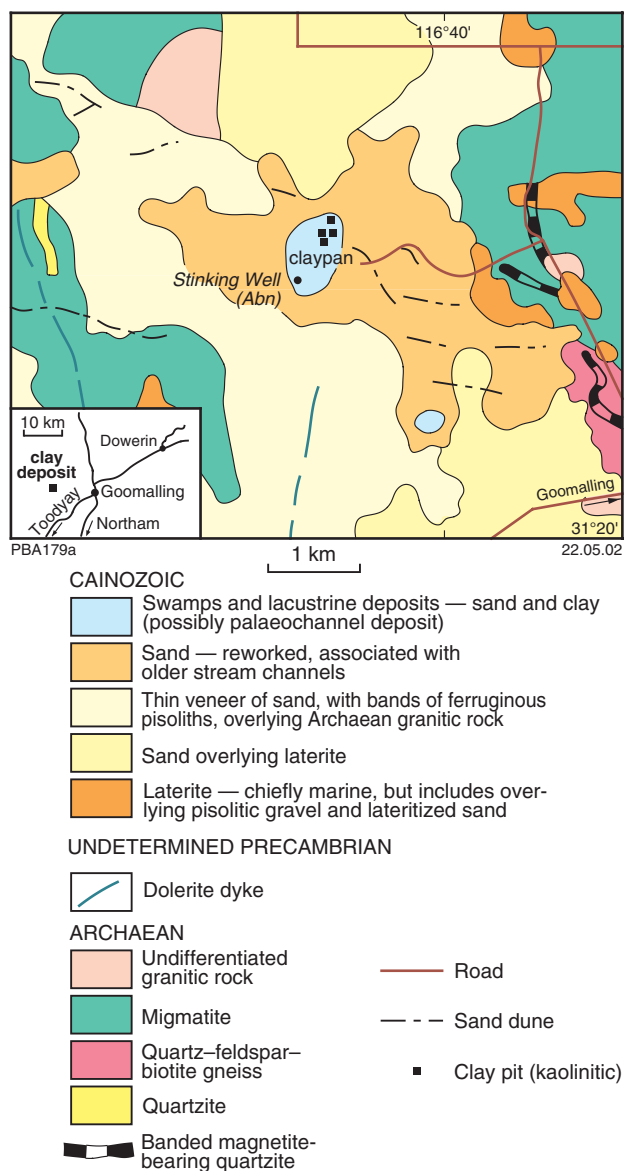 116°40'
claypan
Stinking Well
(Abn)
10 km
clay
deposit
Dowerin
Goomalling
Toodyay
Northam
Goomalling
31°20'
PBA179a
1 km
22.05.02
CAINOZOIC
Swamps and lacustrine deposits — sand and clay
(possibly palaeochannel deposit)
Sand — reworked, associated with
older stream channels
Thin veneer of sand, with bands of ferruginous
pisoliths, overlying Archaean granitic rock
Sand overlying laterite
Laterite — chiefly marine, but includes over-
lying pisolitic gravel and lateritized sand
UNDETERMINED PRECAMBRIAN
Dolerite dyke
ARCHAEAN
Undifferentiated
granitic rock
Migmatite
Quartz–feldspar–
biotite gneiss
Quartzite
Banded magnetite-
bearing quartzite
Road
Sand dune
Clay pit (kaolinitic)